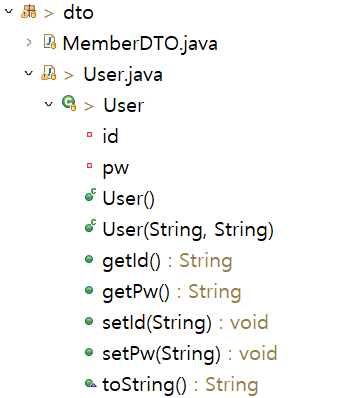 > dto
> MemberDTO.java
> User.java
> User
id
pw
User()
User(String, String)
getId() : String
getPw() : String
setId(String) : void
setPw(String) : void
toString() : String